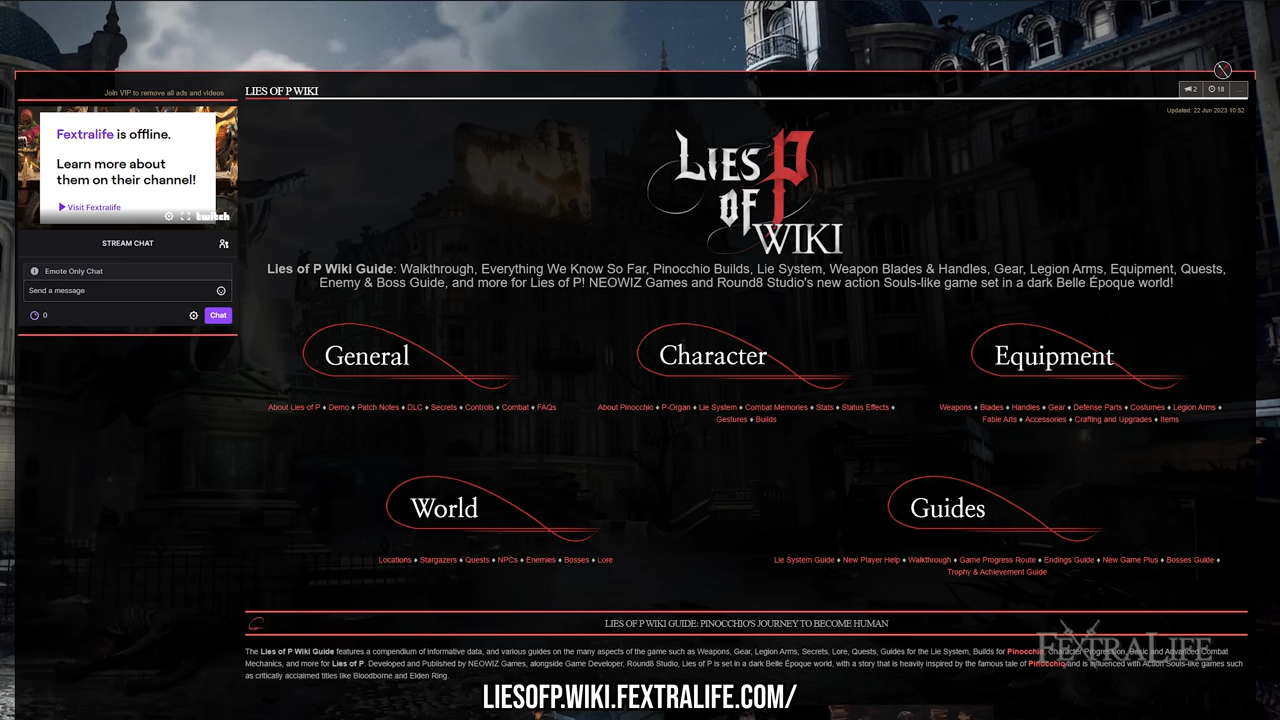 Join VIP to remove all ads and videos
LIES OF P WIKI
2
18
...
Updated: 22 Jun 2023 10:52
Fextralife is offline.
Learn more about
them on their channel!
Visit Fextralife
twitch
STREAM CHAT
Emote Only Chat
Send a message
0
Chat
LIES OF P
WIKI
Lies of P Wiki Guide: Walkthrough, Everything We Know So Far, Pinocchio Builds, Lie System, Weapon Blades & Handles, Gear, Legion Arms, Equipment, Quests,
Enemy & Boss Guide, and more for Lies of P! NEOWIZ Games and Round8 Studio's new action Souls-like game set in a dark Belle Époque world!
General
About Lies of P ♦ Demo ♦ Patch Notes ♦ DLC ♦ Secrets ♦ Controls ♦ Combat ♦ FAQs
Character
About Pinocchio ♦ P-Organ ♦ Lie System ♦ Combat Memories ♦ Stats ♦ Status Effects ♦
Gestures ♦ Builds
Equipment
Weapons ♦ Blades ♦ Handles ♦ Gear ♦ Defense Parts ♦ Costumes ♦ Legion Arms ♦
Fable Arts ♦ Accessories ♦ Crafting and Upgrades ♦ Items
World
Locations ♦ Stargazers ♦ Quests ♦ NPCs ♦ Enemies ♦ Bosses ♦ Lore
Guides
Lie System Guide ♦ New Player Help ♦ Walkthrough ♦ Game Progress Route ♦ Endings Guide ♦ New Game Plus ♦ Bosses Guide ♦
Trophy & Achievement Guide
LIES OF P WIKI GUIDE: PINOCCHIO'S JOURNEY TO BECOME HUMAN
The Lies of P Wiki Guide features a compendium of informative data, and various guides on the many aspects of the game such as Weapons, Gear, Legion Arms, Secrets, Lore, Quests, Guides for the Lie System, Builds for Pinocchio, Character Progression, Basic and Advanced Combat
Mechanics, and more for Lies of P. Developed and Published by NEOWIZ Games, alongside Game Developer, Round8 Studio, Lies of P is set in a dark Belle Époque world, with a story that is heavily inspired by the famous tale of Pinocchio and is influenced with Action Souls-like games such
as critically acclaimed titles like Bloodborne and Elden Ring.
FEXTRALIFE
LIESOFP.WIKI.FEXTRALIFE.COM/